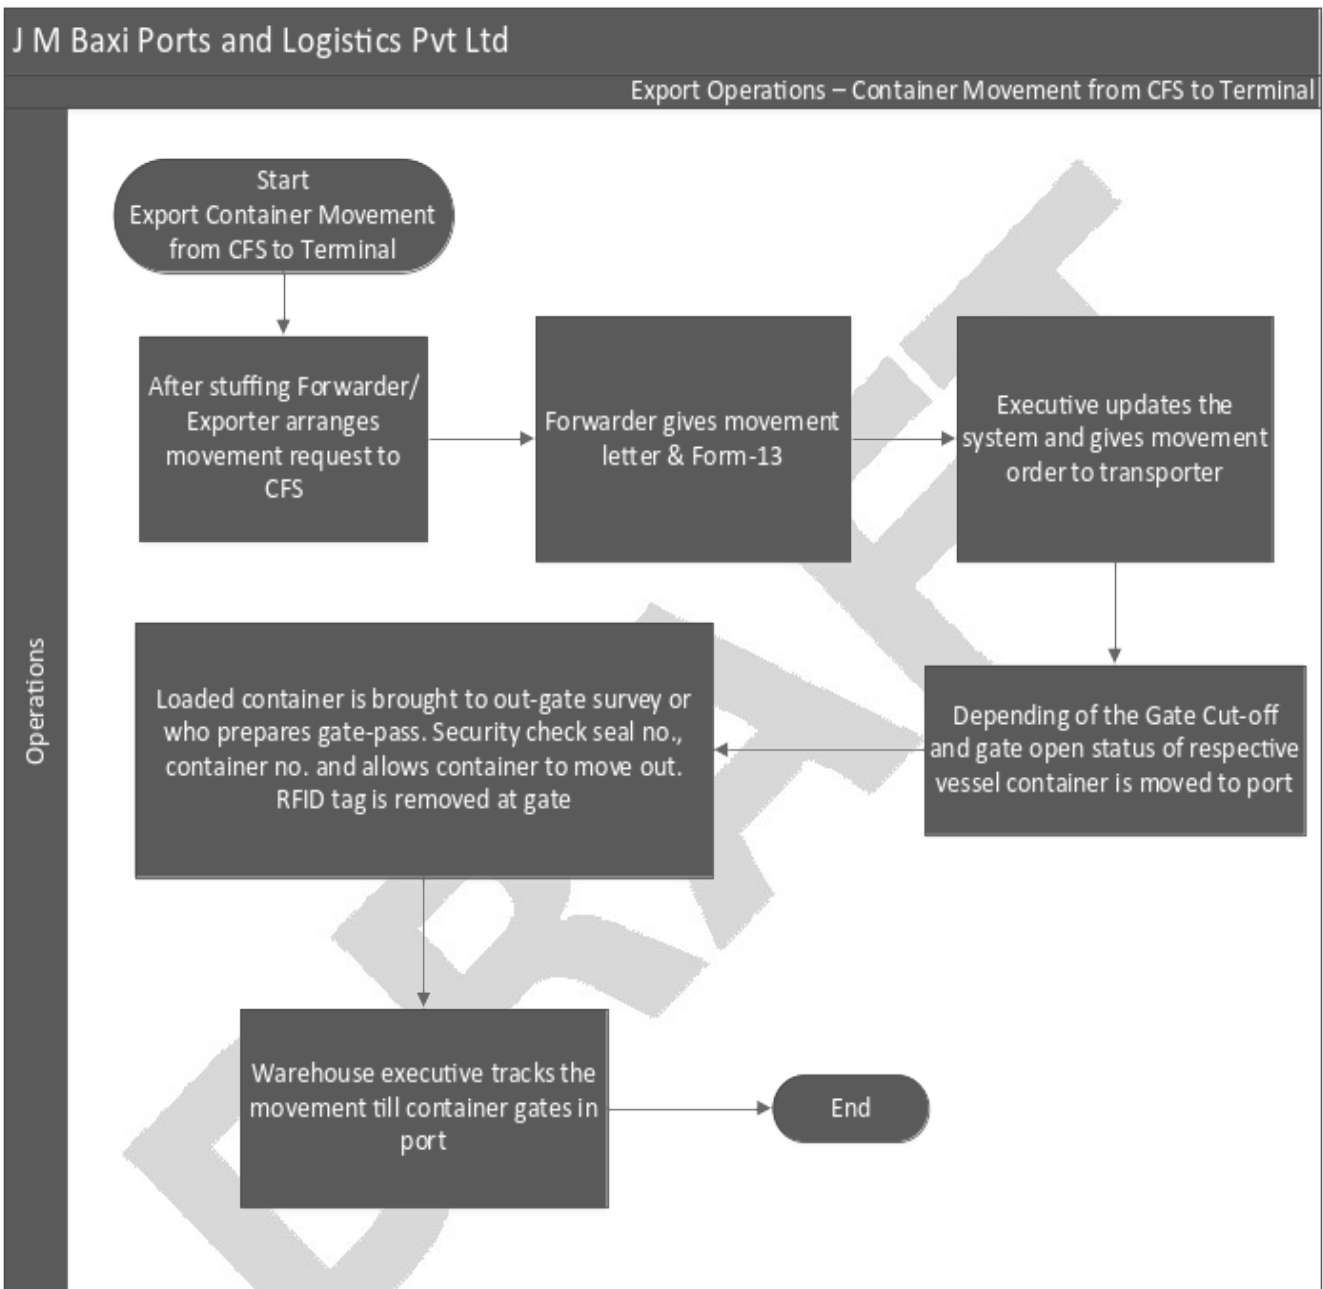 J M Baxi Ports and Logistics Pvt Ltd
Export Operations – Container Movement from CFS to Terminal
Operations
Start
Export Container Movement
from CFS to Terminal
After stuffing Forwarder/
Exporter arranges
movement request to
CFS
Forwarder gives movement
letter & Form-13
Executive updates the
system and gives movement
order to transporter
Depending of the Gate Cut-off
and gate open status of respective
vessel container is moved to port
Loaded container is brought to out-gate survey or
who prepares gate-pass. Security check seal no.,
container no. and allows container to move out.
RFID tag is removed at gate
Warehouse executive tracks the
movement till container gates in
port
End
DRAFT